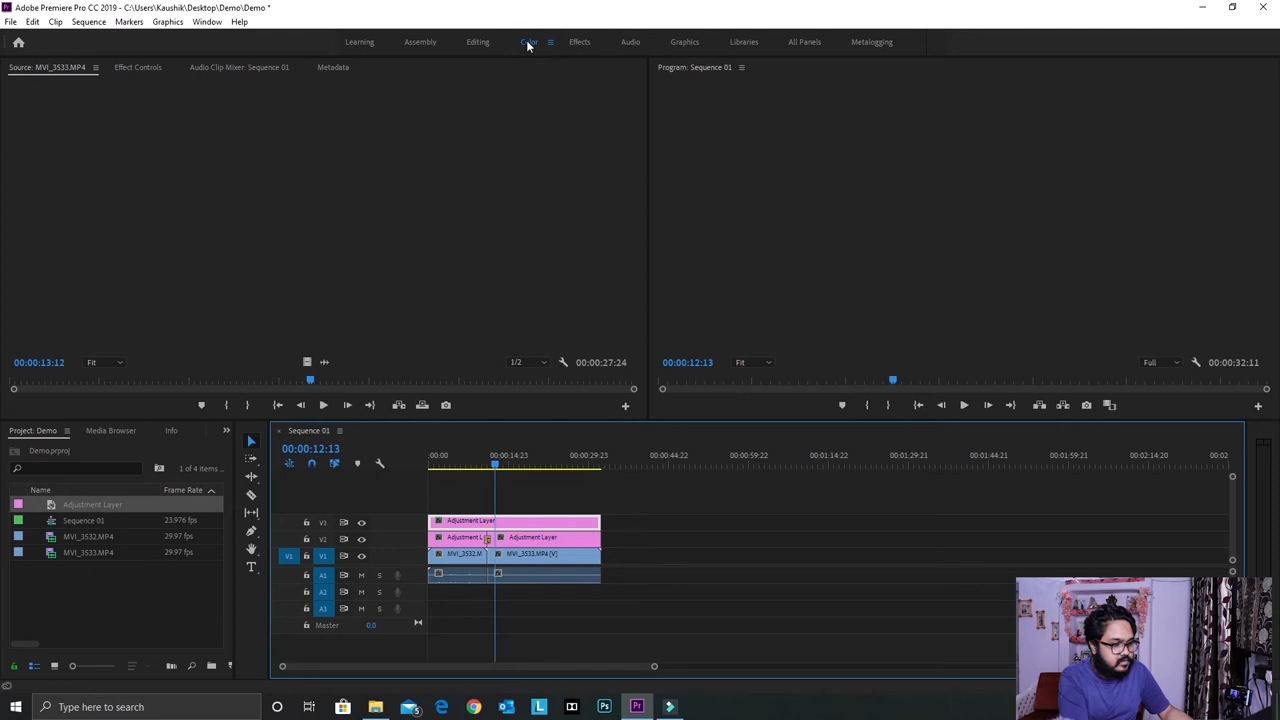 Adobe Premiere Pro CC 2019 - C:\Users\Kaushik\Desktop\Demo\Demo *
File Edit Clip Sequence Markers Graphics Window Help
Learning Assembly Editing Color Effects Audio Graphics Libraries All Panels Metalogging
Source: MVI_3533.MP4 Effect Controls Audio Clip Mixer: Sequence 01 Metadata
Program: Sequence 01
00:00:13:12 Fit 1/2 00:00:27:24
00:00:12:13 Fit Full 00:00:32:11
Project: Demo Media Browser Info
Demo.prproj
1 of 4 items ...
Name Frame Rate
Adjustment Layer
Sequence 01 23.976 fps
MVI_3532.MP4 29.97 fps
MVI_3533.MP4 29.97 fps
× Sequence 01
00:00:12:13
:00:00 00:00:14:23 00:00:29:23 00:00:44:22 00:00:59:22 00:01:14:22 00:01:29:21 00:01:44:21 00:01:59:21 00:02:14:20 00:02
V3 Adjustment Layer
V2 Adjustment L Adjustment Layer
V1 V1 MVI_3532.M MVI_3533.MP4 [V]
A1 M S
A2 M S
A3 M S
Master 0.0
Type here to search
5
L
Ps
Pr